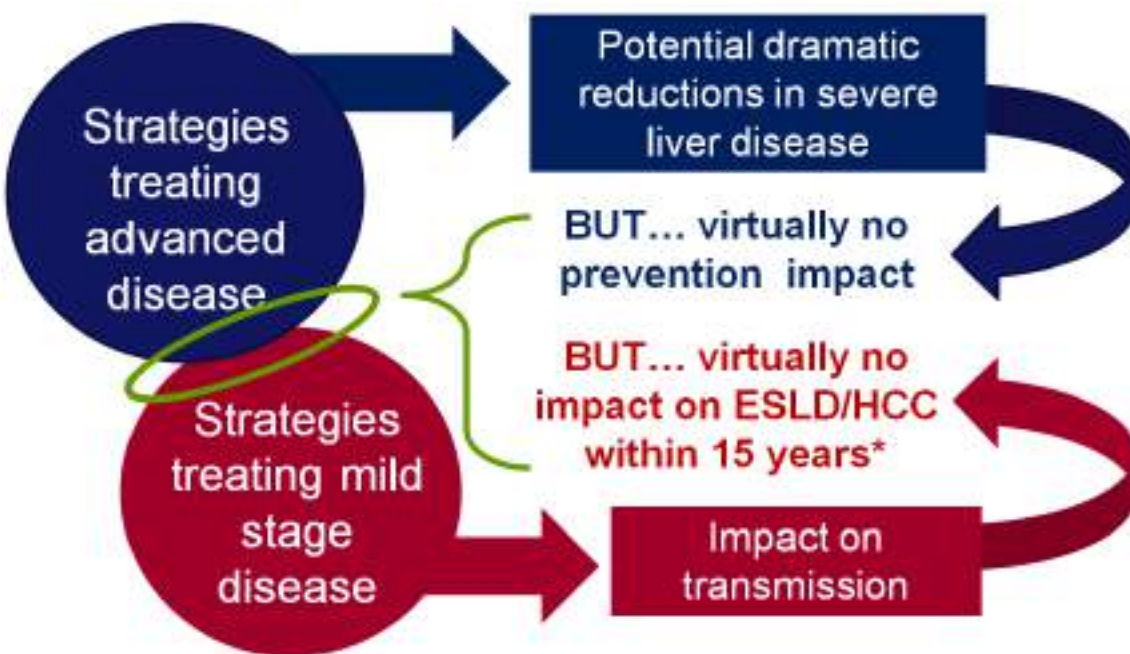 Strategies
treating
advanced
disease
Potential dramatic
reductions in severe
liver disease
BUT... virtually no
prevention impact
BUT... virtually no
impact on ESLD/HCC
within 15 years*
Strategies
treating mild
stage
disease
Impact on
transmission